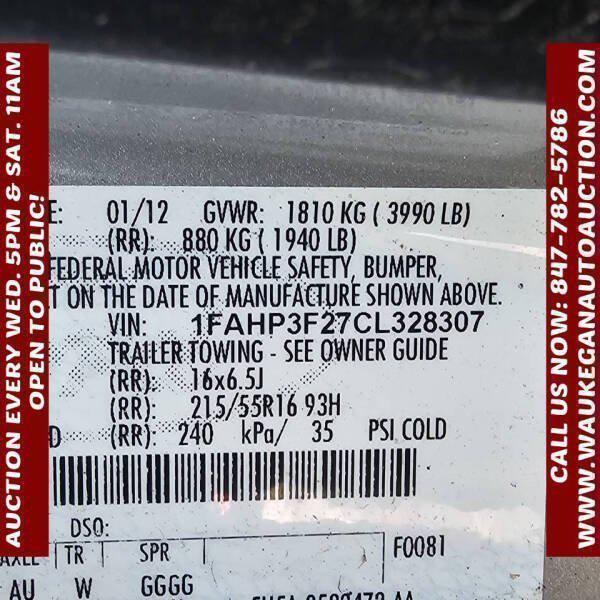 AUCTION EVERY WED. 5PM & SAT. 11AM
OPEN TO PUBLIC!
E: 01/12 GVWR: 1810 KG ( 3990 LB)
(RR): 880 KG ( 1940 LB)
FEDERAL MOTOR VEHICLE SAFETY, BUMPER,
T ON THE DATE OF MANUFACTURE SHOWN ABOVE.
VIN: 1FAHP3F27CL328307
TRAILER TOWING - SEE OWNER GUIDE
(RR): 16x6.5J
(RR): 215/55R16 93H
D (RR): 240 kPa/ 35 PSI COLD
DSO:
AXLE TR SPR F0081
AU W GGGG
CALL US NOW: 847-782-5786
WWW.WAUKEGANAUTOAUCTION.COM